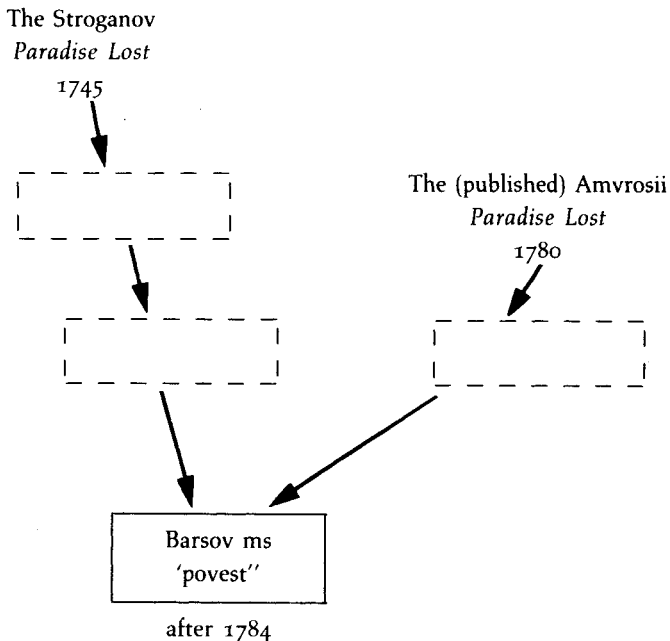 The Stroganov
Paradise Lost
1745
The (published) Amvrosii
Paradise Lost
1780
Barsov ms
'povest''
after 1784